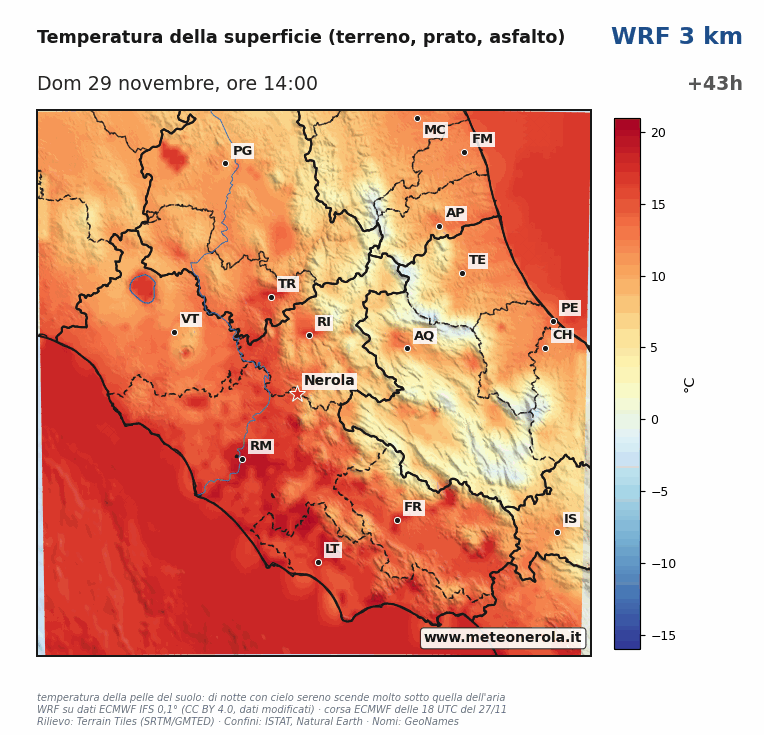 Temperatura della superficie (terreno, prato, asfalto)
WRF 3 km
Dom 29 novembre, ore 14:00
+43h
MC
FM
PG
AP
TE
TR
PE
VT
RI
AQ
CH
Nerola
RM
FR
IS
LT
www.meteonerola.it
20
15
10
5
0
−5
−10
−15
°C
temperatura della pelle del suolo: di notte con cielo sereno scende molto sotto quella dell'aria
WRF su dati ECMWF IFS 0,1° (CC BY 4.0, dati modificati) · corsa ECMWF delle 18 UTC del 27/11
Rilievo: Terrain Tiles (SRTM/GMTED) · Confini: ISTAT, Natural Earth · Nomi: GeoNames